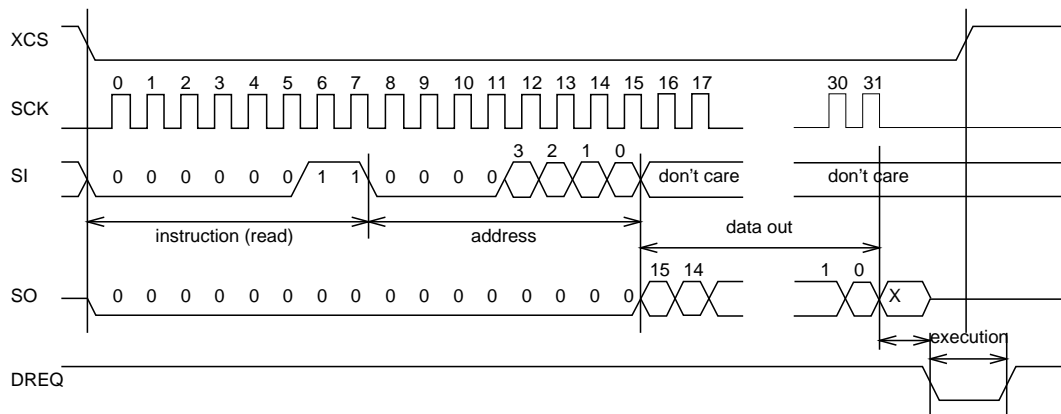 XCS
0 1 2 3 4 5 6 7 8 9 10 11 12 13 14 15 16 17 30 31
SCK
3 2 1 0
SI 0 0 0 0 0 0 1 1 0 0 0 0 don't care don't care
instruction (read) address data out
15 14 1 0
SO 0 0 0 0 0 0 0 0 0 0 0 0 0 0 0 0 X
execution
DREQ